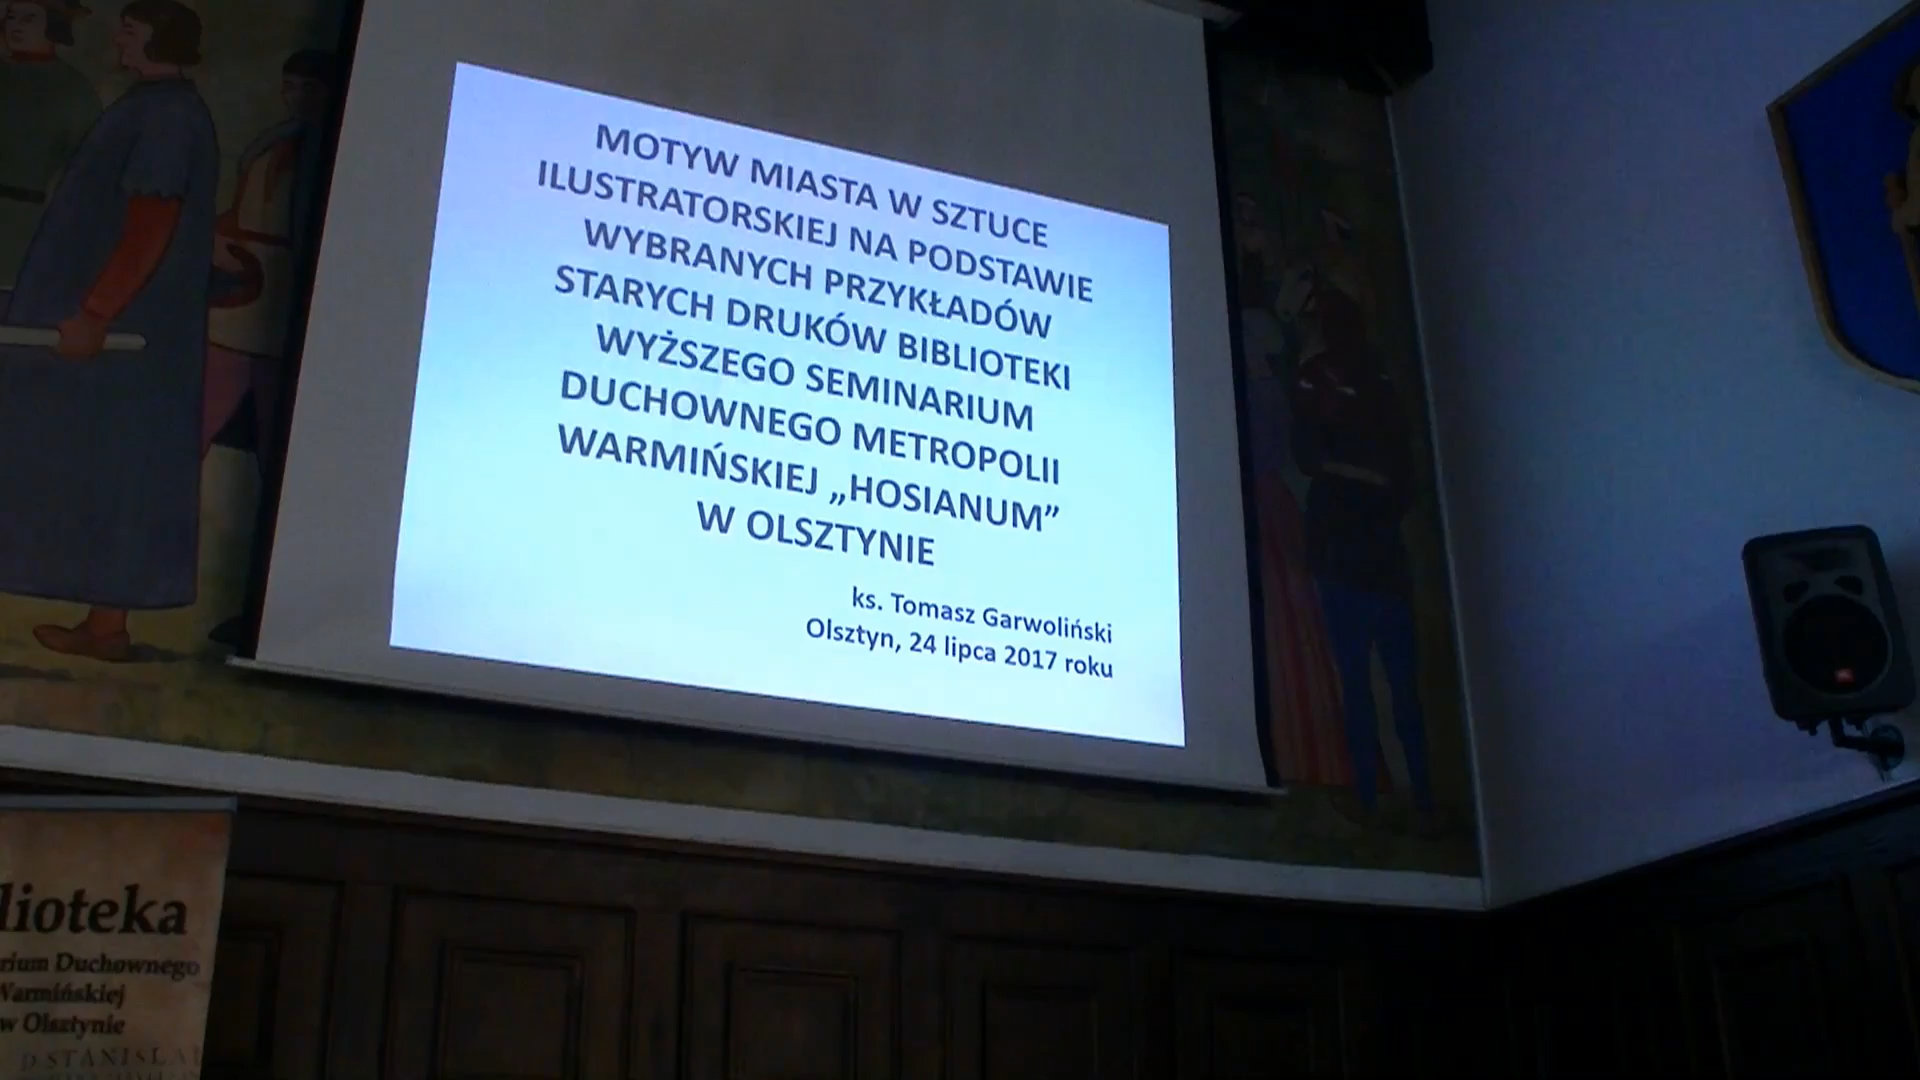 MOTYW MIASTA W SZTUCE
ILUSTRATORSKIEJ NA PODSTAWIE
WYBRANYCH PRZYKŁADÓW
STARYCH DRUKÓW BIBLIOTEKI
WYŻSZEGO SEMINARIUM
DUCHOWNEGO METROPOLII
WARMIŃSKIEJ „HOSIANUM”
W OLSZTYNIE
ks. Tomasz Garwoliński
Olsztyn, 24 lipca 2017 roku
lioteka
rium Duchownego
Warmińskiej
w Olsztynie
D STANISLA